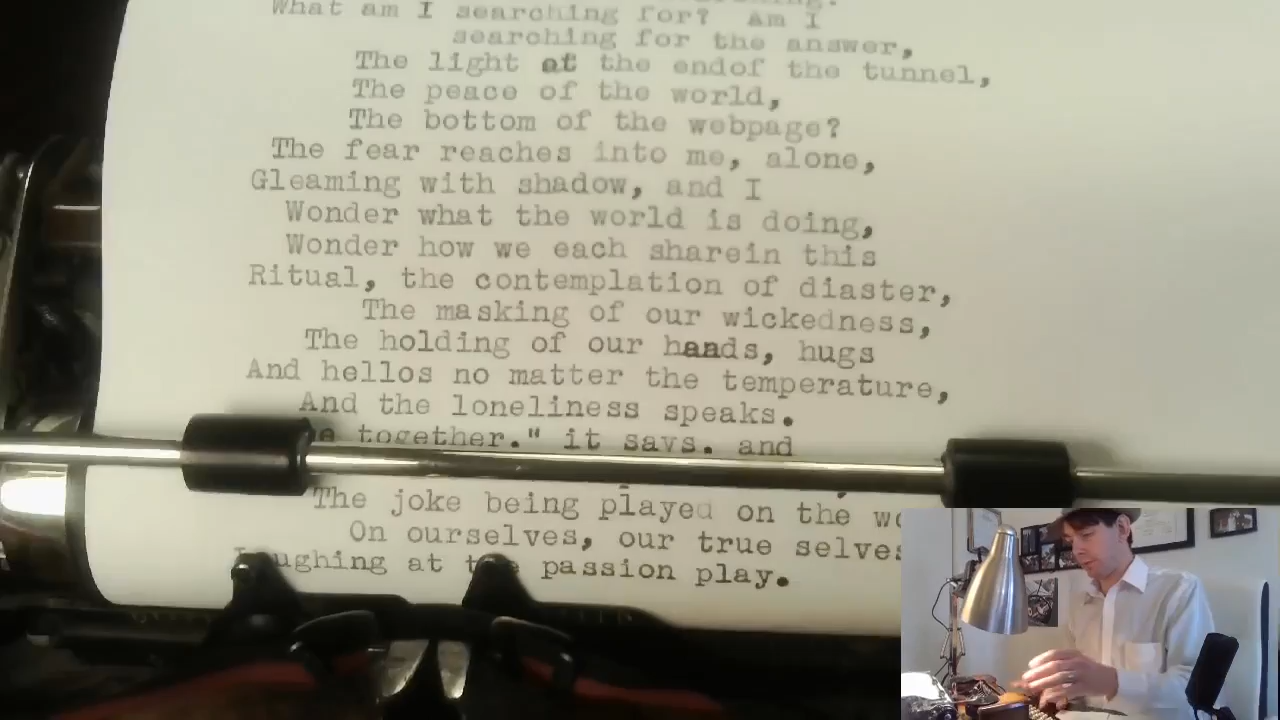 What am I searching for? Am I
searching for the answer,
The light at the endof the tunnel,
The peace of the world,
The bottom of the webpage?
The fear reaches into me, alone,
Gleaming with shadow, and I
Wonder what the world is doing,
Wonder how we each sharein this
Ritual, the contemplation of diaster,
The masking of our wickedness,
The holding of our haads, hugs
And hellos no matter the temperature,
And the loneliness speaks.
together." it says. and
The joke being played on the
On ourselves, our true selves
at passion play.